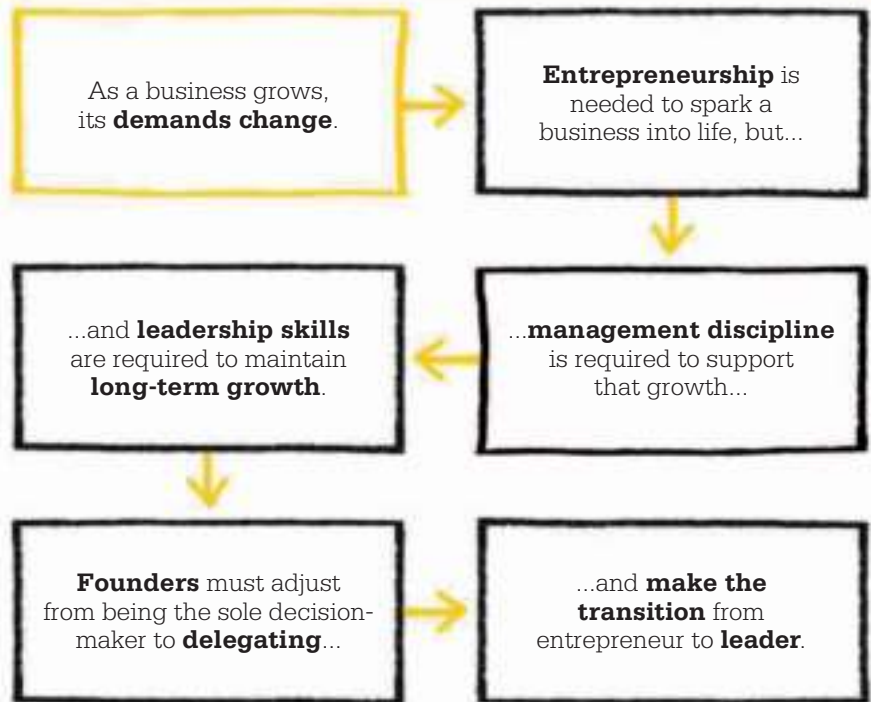 As a business grows,
its demands change.
Entrepreneurship is
needed to spark a
business into life, but...
...management discipline
is required to support
that growth...
...and leadership skills
are required to maintain
long-term growth.
Founders must adjust
from being the sole decision-
maker to delegating...
...and make the
transition from
entrepreneur to leader.